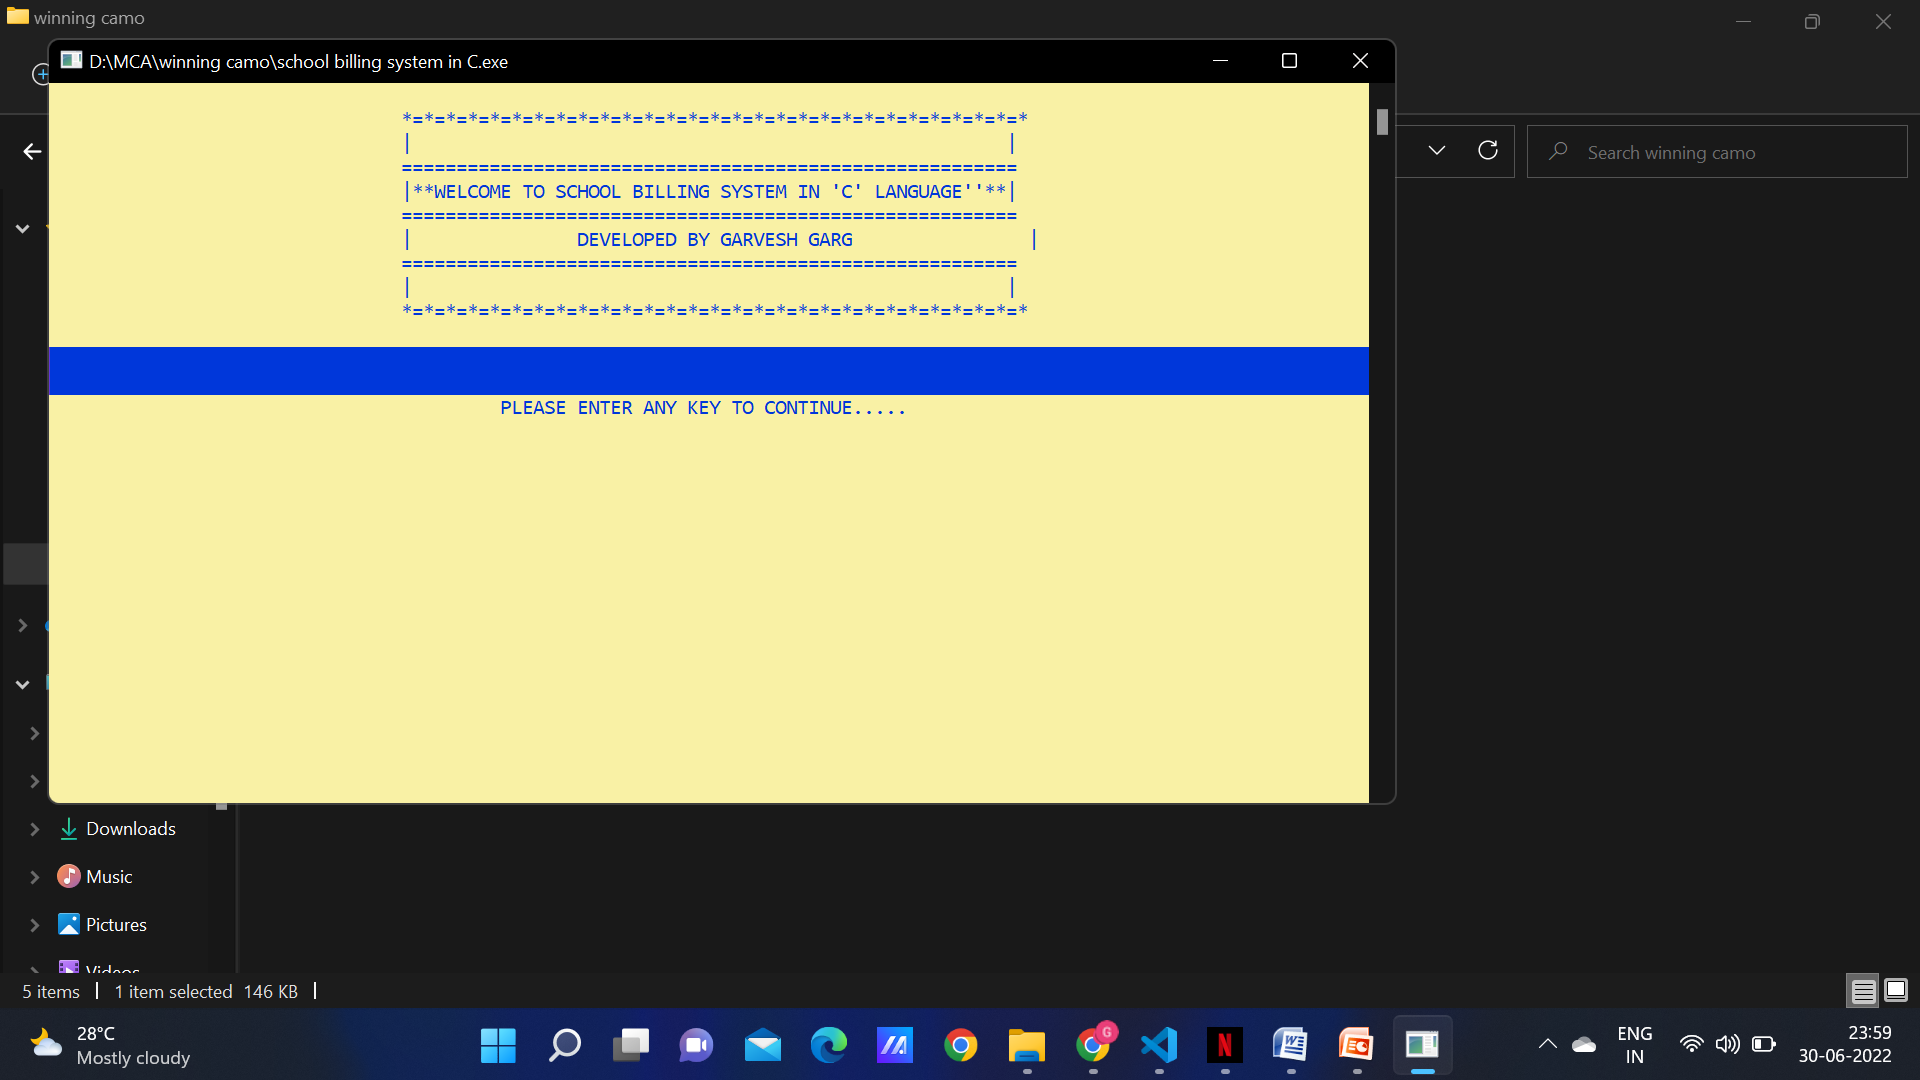 winning camo
D:\MCA\winning camo\school billing system in C.exe
*=*=*=*=*=*=*=*=*=*=*=*=*=*=*=*=*=*=*=*=*=*=*=*=*=*=*=*=*
|                                                      |
========================================================
|**WELCOME TO SCHOOL BILLING SYSTEM IN 'C' LANGUAGE''**|
========================================================
|               DEVELOPED BY GARVESH GARG                |
========================================================
|                                                      |
*=*=*=*=*=*=*=*=*=*=*=*=*=*=*=*=*=*=*=*=*=*=*=*=*=*=*=*=*
PLEASE ENTER ANY KEY TO CONTINUE.....
Search winning camo
Downloads
Music
Pictures
Videos
5 items | 1 item selected 146 KB |
28°C
Mostly cloudy
G
N
W
P
ENG
IN
23:59
30-06-2022